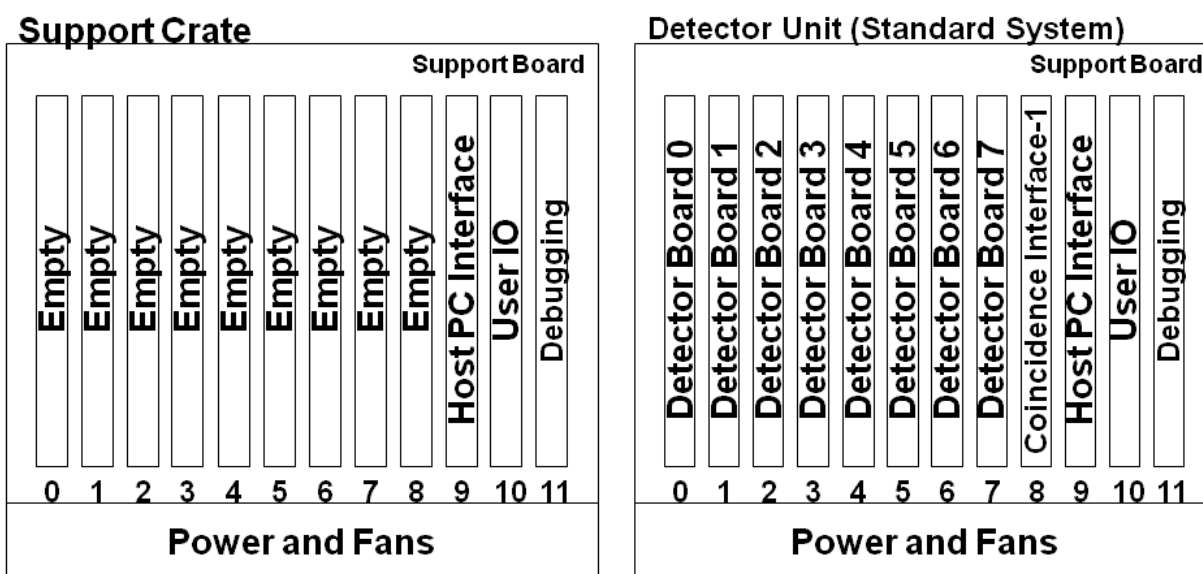 Support Crate
Support Board
Empty
Empty
Empty
Empty
Empty
Empty
Empty
Empty
Empty
Host PC Interface
User IO
Debugging
0 1 2 3 4 5 6 7 8 9 10 11
Power and Fans
Detector Unit (Standard System)
Support Board
Detector Board 0
Detector Board 1
Detector Board 2
Detector Board 3
Detector Board 4
Detector Board 5
Detector Board 6
Detector Board 7
Coincidence Interface-1
Host PC Interface
User IO
Debugging
0 1 2 3 4 5 6 7 8 9 10 11
Power and Fans